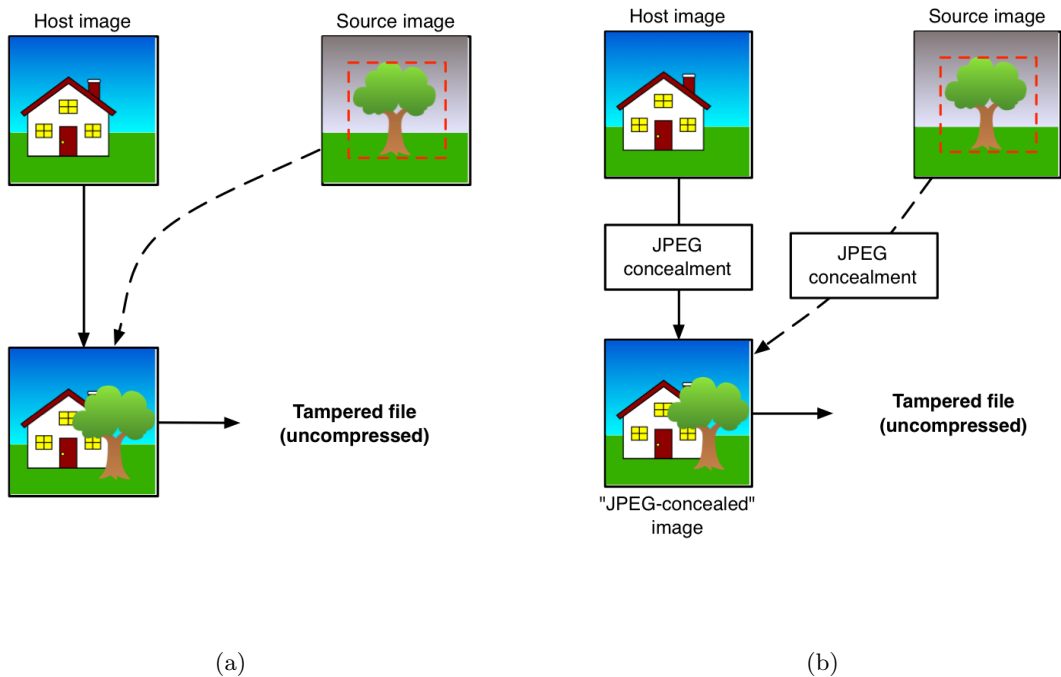 Host image
Source image
Tampered file
(uncompressed)
(a)
Host image
Source image
JPEG
concealment
JPEG
concealment
Tampered file
(uncompressed)
"JPEG-concealed"
image
(b)